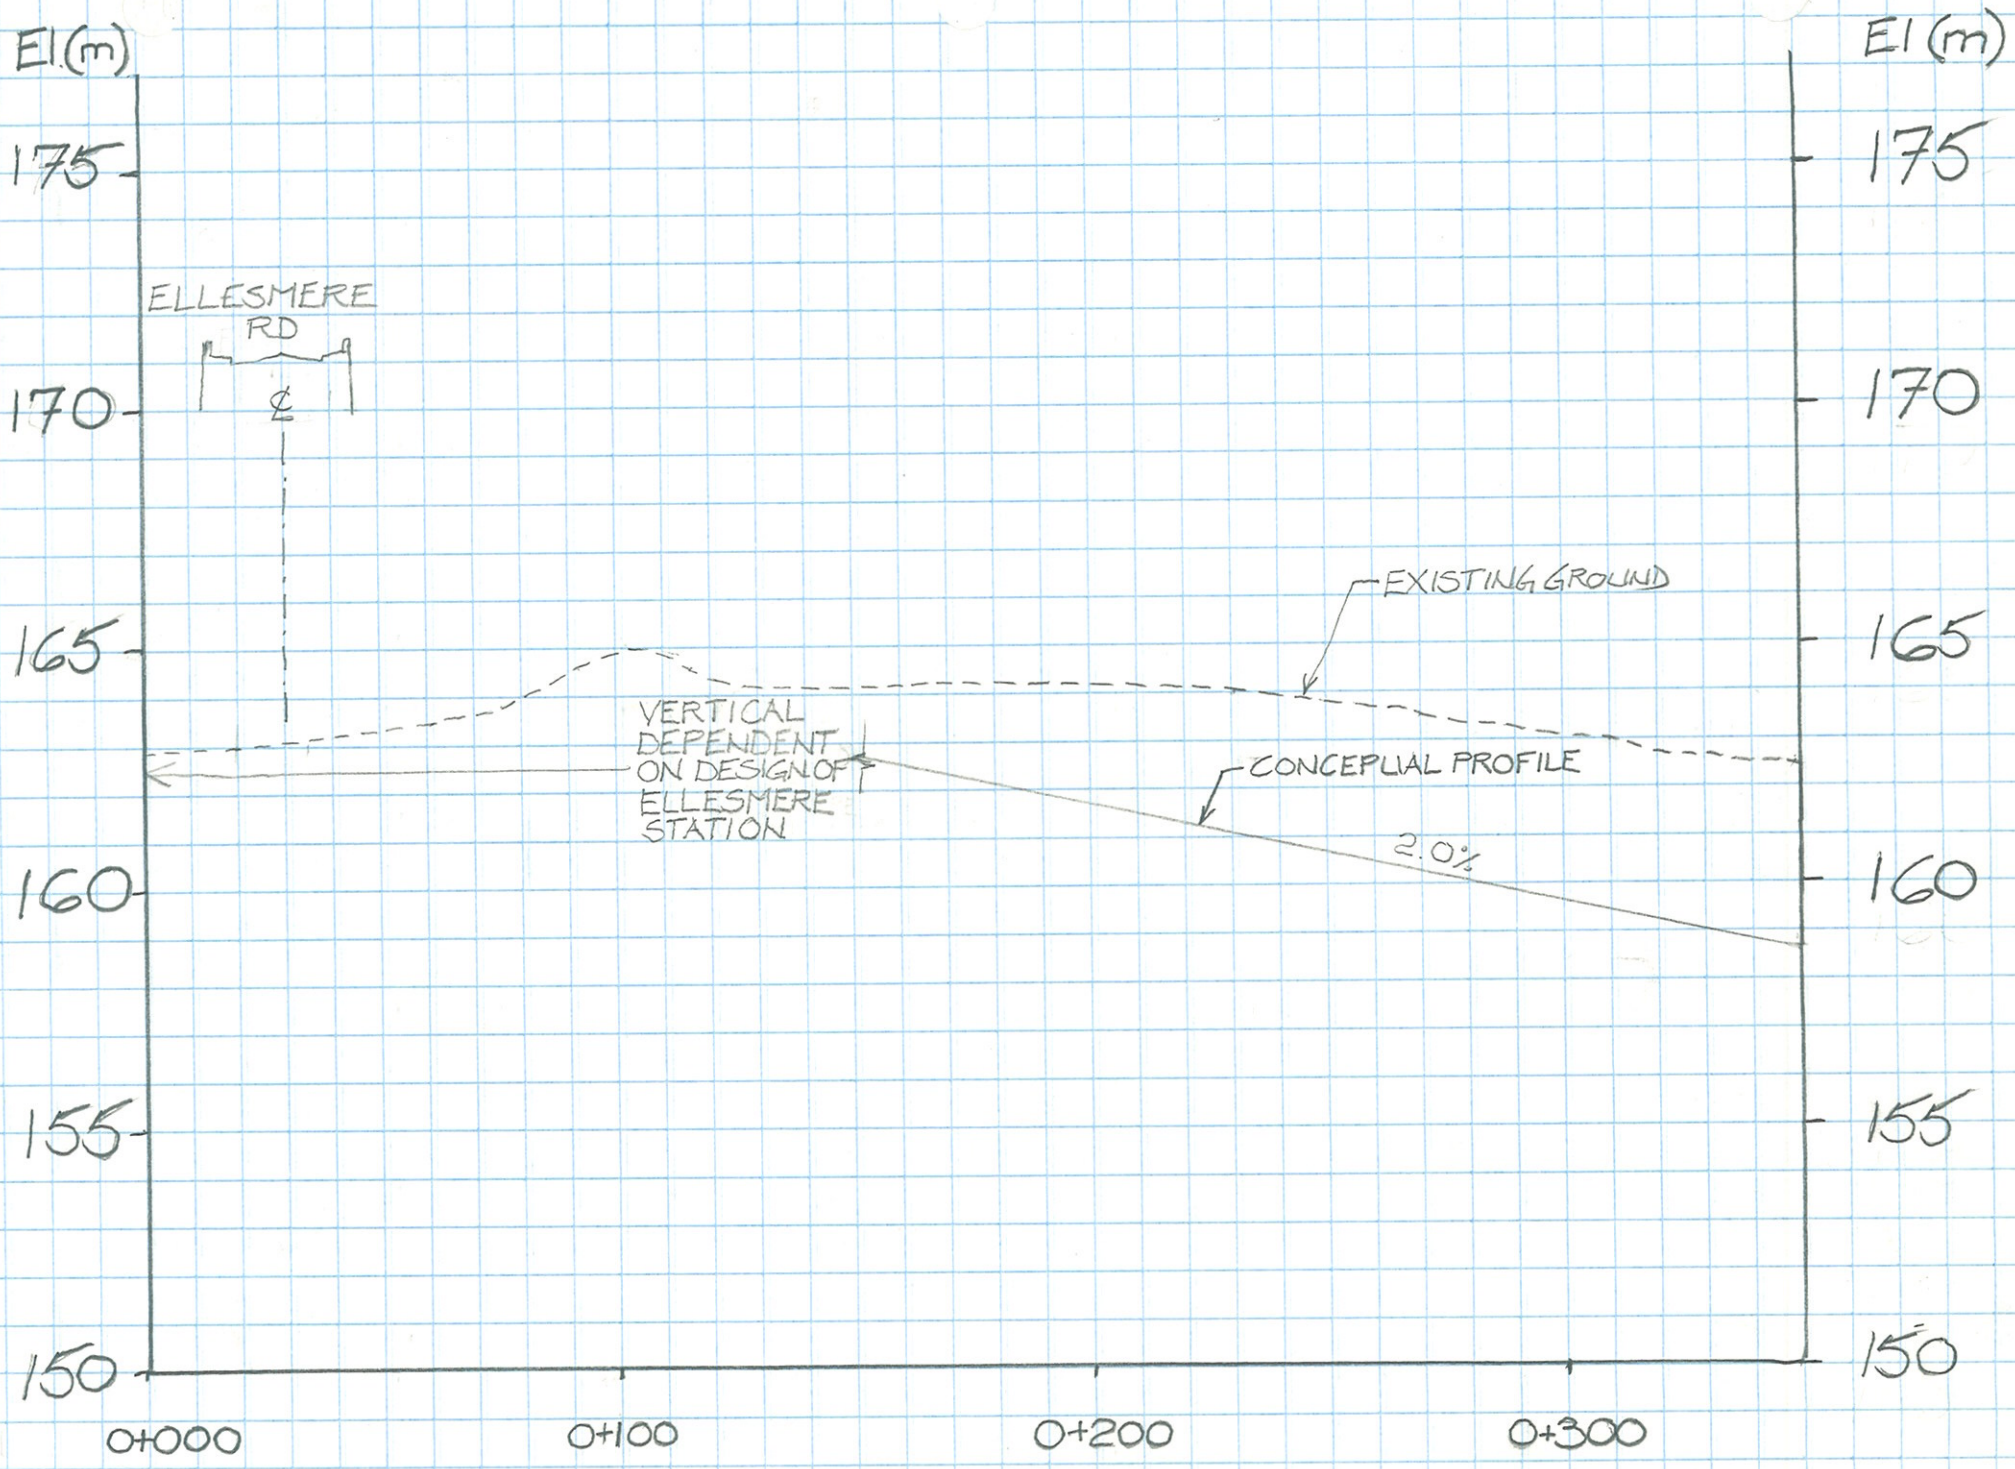 El.(m)
El (m)
175
175
ELLESMERE
RD
℄
170
170
EXISTING GROUND
165
165
VERTICAL
DEPENDENT
ON DESIGN OF
ELLESMERE
STATION
CONCEPLIAL PROFILE
2.0%
160
160
155
155
150
150
0+000
0+100
0+200
0+300